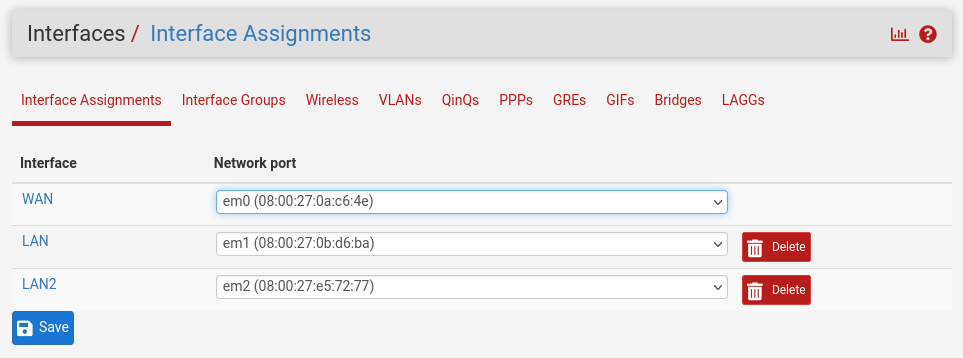 Interfaces / Interface Assignments
Interface Assignments Interface Groups Wireless VLANs QinQs PPPs GREs GIFs Bridges LAGGs
Interface Network port
WAN em0 (08:00:27:0a:c6:4e)
LAN em1 (08:00:27:0b:d6:ba) Delete
LAN2 em2 (08:00:27:e5:72:77) Delete
Save